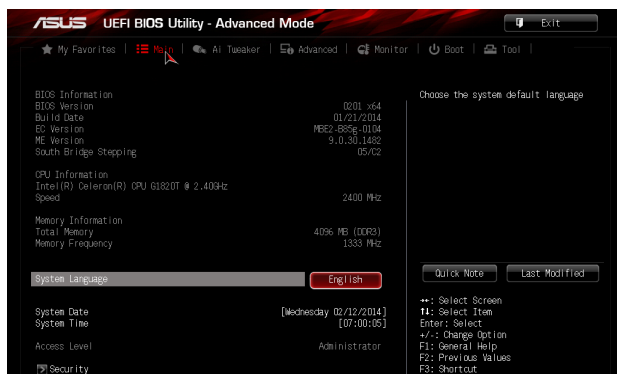 ASUS UEFI BIOS Utility - Advanced Mode
Exit
My Favorites
Main
Ai Tweaker
Advanced
Monitor
Boot
Tool
BIOS Information
BIOS Version 0201 x64
Build Date 01/21/2014
EC Version MBE2-B85g-0104
ME Version 9.0.30.1482
South Bridge Stepping 05/C2
CPU Information
Intel(R) Celeron(R) CPU G1820T @ 2.40GHz
Speed 2400 MHz
Memory Information
Total Memory 4096 MB (DDR3)
Memory Frequency 1333 MHz
System Language English
System Date [Wednesday 02/12/2014]
System Time [07:00:05]
Access Level Administrator
Security
Choose the system default language
Quick Note
Last Modified
→←: Select Screen
↑↓: Select Item
Enter: Select
+/-: Change Option
F1: General Help
F2: Previous Values
F3: Shortcut